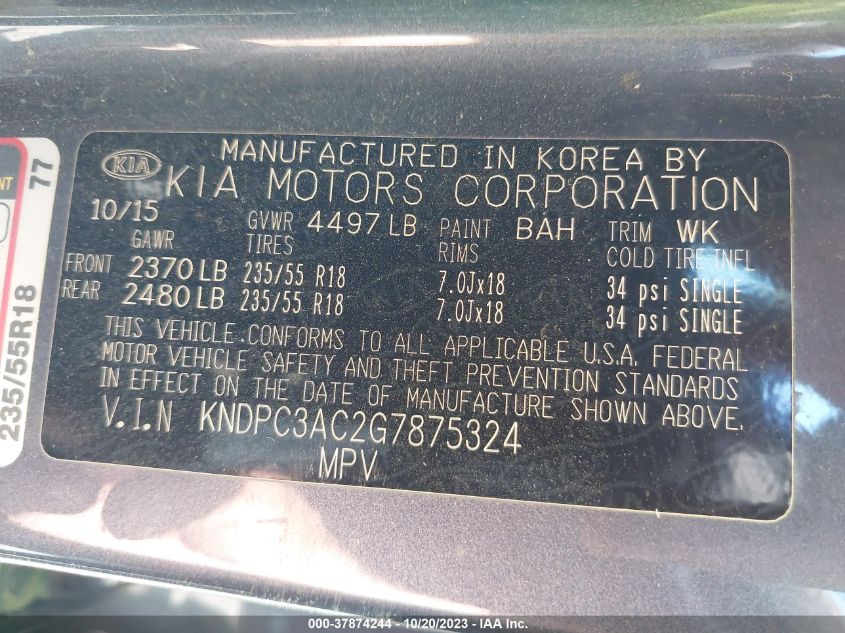 KIA
MANUFACTURED IN KOREA BY
KIA MOTORS CORPORATION
10/15 GVWR 4497 LB PAINT BAH TRIM WK
GAWR TIRES RIMS COLD TIRE INFL
FRONT 2370 LB 235/55 R18 7.0Jx18 34 psi SINGLE
REAR 2480 LB 235/55 R18 7.0Jx18 34 psi SINGLE
THIS VEHICLE CONFORMS TO ALL APPLICABLE U.S.A. FEDERAL
MOTOR VEHICLE SAFETY AND THEFT PREVENTION STANDARDS
IN EFFECT ON THE DATE OF MANUFACTURE SHOWN ABOVE.
V.I.N KNDPC3AC2G7875324
MPV
77
235/55R18
000-37874244 - 10/20/2023 - IAA Inc.